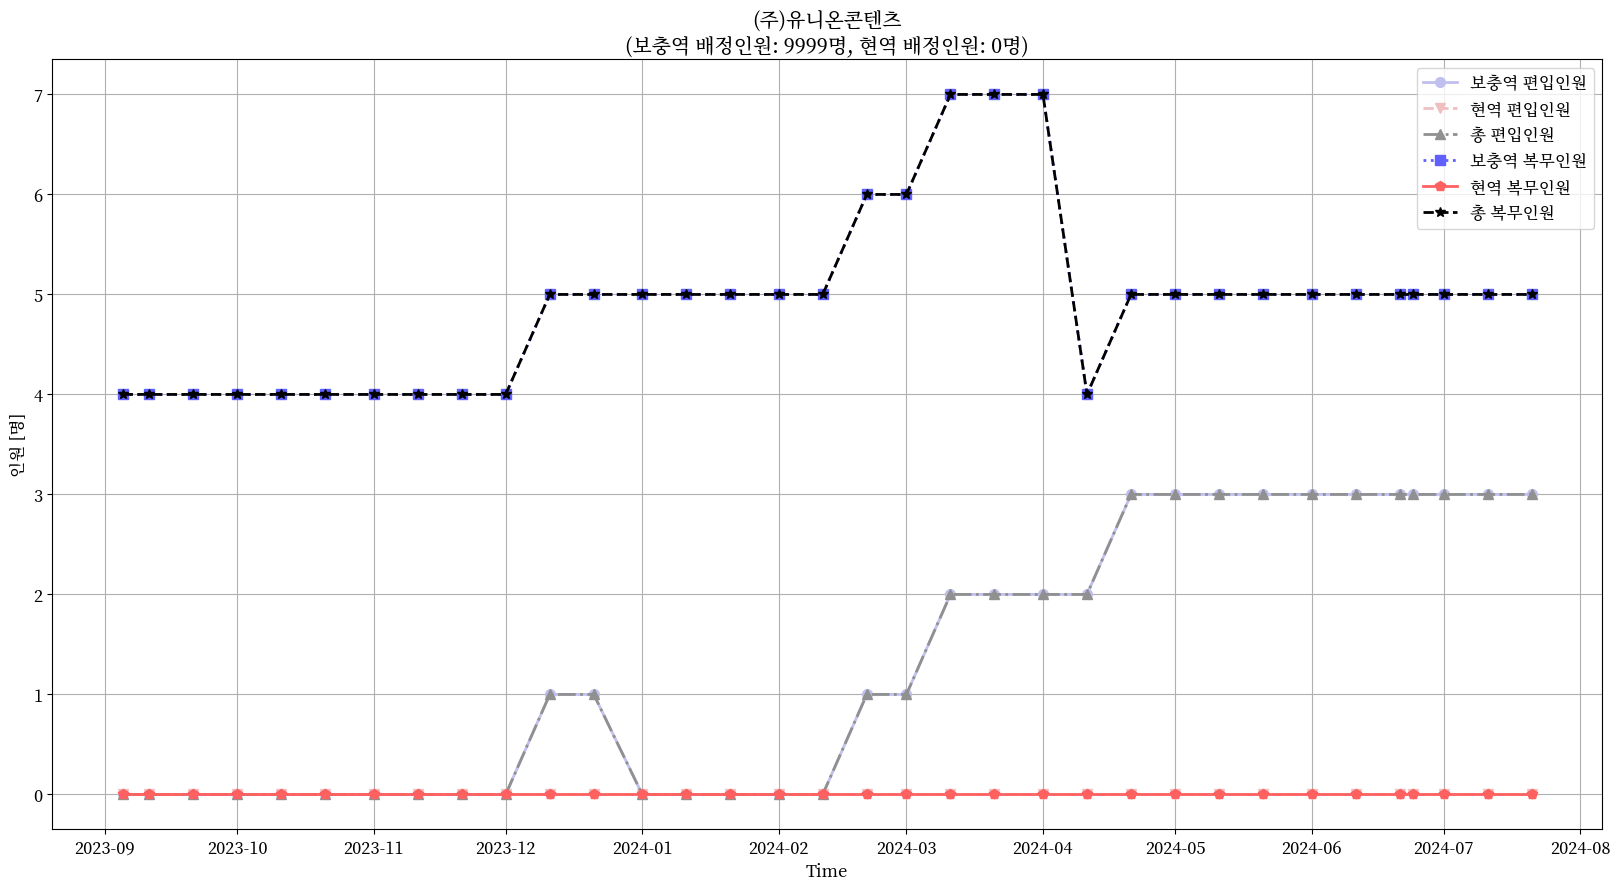 (주)유니온콘텐츠
(보충역 배정인원: 9999명, 현역 배정인원: 0명)
보충역 편입인원
현역 편입인원
총 편입인원
보충역 복무인원
현역 복무인원
총 복무인원
인원 [명]
7
6
5
4
3
2
1
0
2023-09 2023-10 2023-11 2023-12 2024-01 2024-02 2024-03 2024-04 2024-05 2024-06 2024-07 2024-08
Time